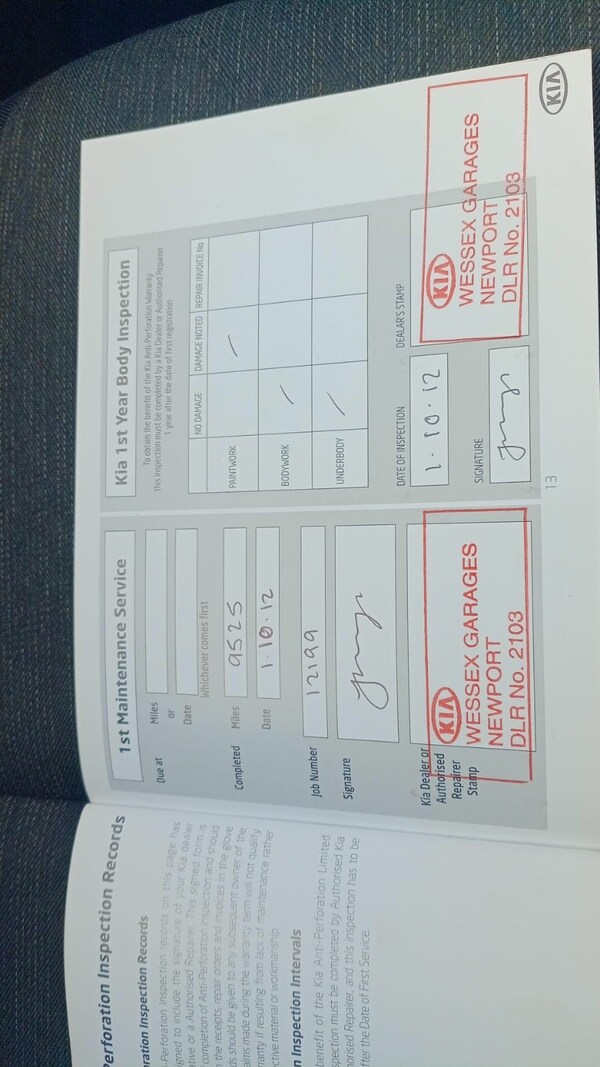 Perforation Inspection Records
oration Inspection Records
-Perforation Inspection records on this page has
gned to include the signature of your Kia dealer
tive or a Authorised Repairer. This signed form is
completion of Anti-Perforation inspection and should
n the receipts, repair orders and invoices in the glove
ds should be given to any subsequent owner of the
aims made during the warranty term will not qualify
rranty if resulting from lack of maintenance rather
ctive material or workmanship
n Inspection Intervals
benefit of the Kia Anti-Perforation Limited
spection must be completed by Authorised Kia
horised Repairer, and this inspection has to be
fter the Date of First Service.
1st Maintenance Service
Due at Miles
or
Date
Whichever comes first
Completed Miles 9525
Date 1.10.12
Job Number 12199
Signature
Kia Dealer or
Authorised
Repairer
Stamp
KIA
WESSEX GARAGES
NEWPORT
DLR No. 2103
Kia 1st Year Body Inspection
To obtain the benefit of the Kia Anti-Perforation Warranty
this inspection must be completed by a Kia Dealer or Authorised Repairer
1 year after the date of first registration
NO DAMAGE DAMAGE NOTED REPAIR INVOICE No
PAINTWORK
BODYWORK
UNDERBODY
DATE OF INSPECTION DEALAR'S STAMP
1.10.12
SIGNATURE
KIA
WESSEX GARAGES
NEWPORT
DLR No. 2103
13
KIA